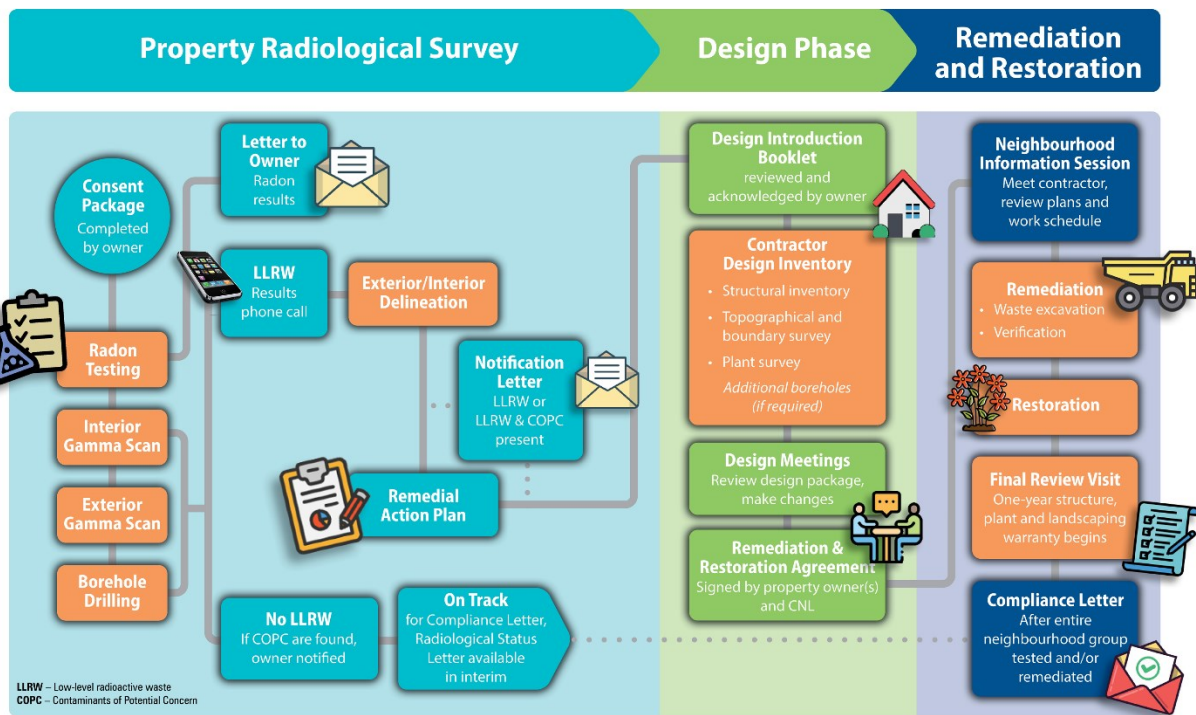 Property Radiological Survey
Design Phase
Remediation
and Restoration
Consent
Package
Completed
by owner
Radon
Testing
Interior
Gamma Scan
Exterior
Gamma Scan
Borehole
Drilling
Letter to
Owner
Radon
results
LLRW
Results
phone call
Exterior/Interior
Delineation
Notification
Letter
LLRW or
LLRW & COPC
present
Remedial
Action Plan
No LLRW
If COPC are found,
owner notified
On Track
for Compliance Letter,
Radiological Status
Letter available
in interim
LLRW – Low-level radioactive waste
COPC – Contaminants of Potential Concern
Design Introduction
Booklet
reviewed and
acknowledged by owner
Contractor
Design Inventory
• Structural inventory
• Topographical and
boundary survey
• Plant survey
Additional boreholes
(if required)
Design Meetings
Review design package,
make changes
Remediation &
Restoration Agreement
Signed by property owner(s)
and CNL
Neighbourhood
Information Session
Meet contractor,
review plans and
work schedule
Remediation
• Waste excavation
• Verification
Restoration
Final Review Visit
One-year structure,
plant and landscaping
warranty begins
Compliance Letter
After entire
neighbourhood group
tested and/or
remediated